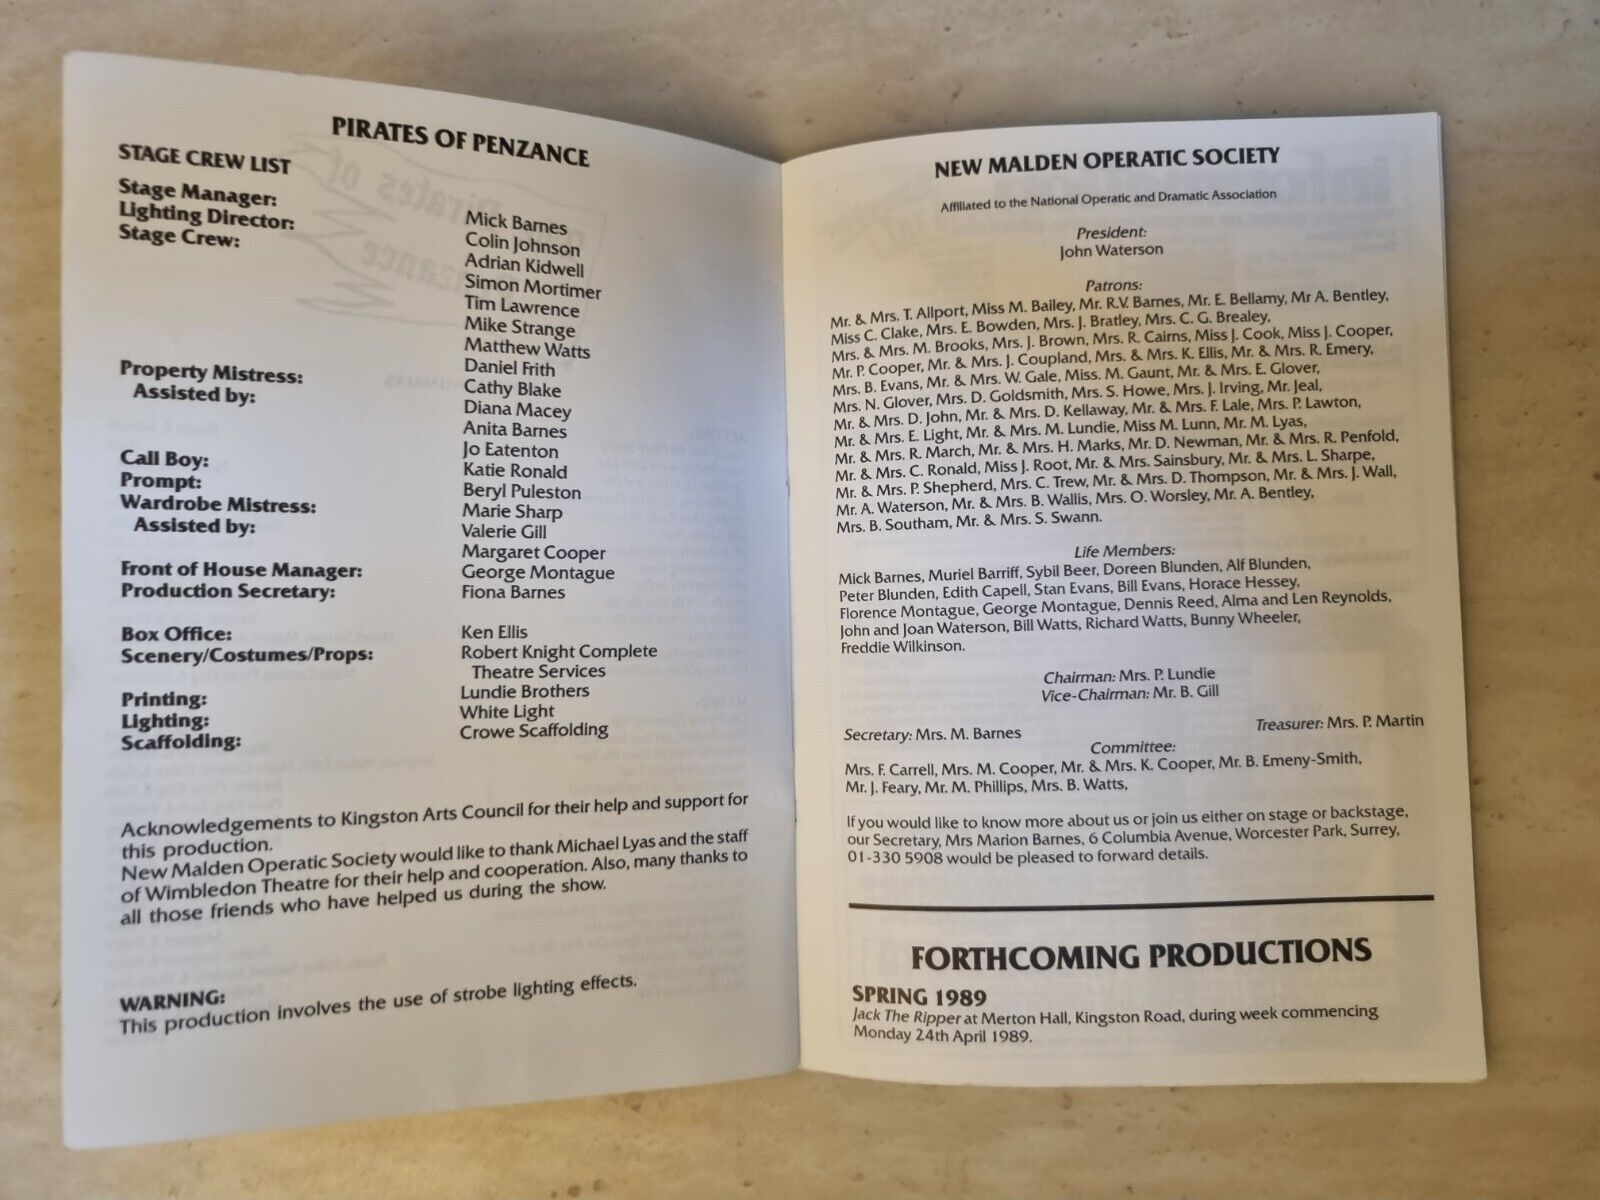 PIRATES OF PENZANCE
STAGE CREW LIST
Stage Manager:
Lighting Director:
Stage Crew:
Property Mistress:
Assisted by:
Call Boy:
Prompt:
Wardrobe Mistress:
Assisted by:
Front of House Manager:
Production Secretary:
Box Office:
Scenery/Costumes/Props:
Printing:
Lighting:
Scaffolding:
Mick Barnes
Colin Johnson
Adrian Kidwell
Simon Mortimer
Tim Lawrence
Mike Strange
Matthew Watts
Daniel Frith
Cathy Blake
Diana Macey
Anita Barnes
Jo Eatenton
Katie Ronald
Beryl Puleston
Marie Sharp
Valerie Gill
Margaret Cooper
George Montague
Fiona Barnes
Ken Ellis
Robert Knight Complete
Theatre Services
Lundie Brothers
White Light
Crowe Scaffolding
Acknowledgements to Kingston Arts Council for their help and support for
this production.
New Malden Operatic Society would like to thank Michael Lyas and the staff
of Wimbledon Theatre for their help and cooperation. Also, many thanks to
all those friends who have helped us during the show.
WARNING:
This production involves the use of strobe lighting effects.
NEW MALDEN OPERATIC SOCIETY
Affiliated to the National Operatic and Dramatic Association
President:
John Waterson
Patrons:
Mr. & Mrs. T. Allport, Miss M. Bailey, Mr. R.V. Barnes, Mr. E. Bellamy, Mr A. Bentley,
Miss C. Clake, Mrs. E. Bowden, Mrs. J. Bratley, Mrs. C. G. Brealey,
Mrs. & Mrs. M. Brooks, Mrs. J. Brown, Mrs. R. Cairns, Miss J. Cook, Miss J. Cooper,
Mr. P. Cooper, Mr. & Mrs. J. Coupland, Mrs. & Mrs. K. Ellis, Mr. & Mrs. R. Emery,
Mrs. B. Evans, Mr. & Mrs. W. Gale, Miss. M. Gaunt, Mr. & Mrs. E. Glover,
Mrs. N. Glover, Mrs. D. Goldsmith, Mrs. S. Howe, Mrs. J. Irving, Mr. Jeal,
Mr. & Mrs. D. John, Mr. & Mrs. D. Kellaway, Mr. & Mrs. F. Lale, Mrs. P. Lawton,
Mr. & Mrs. E. Light, Mr. & Mrs. M. Lundie, Miss M. Lunn, Mr. M. Lyas,
Mr. & Mrs. R. March, Mr. & Mrs. H. Marks, Mr. D. Newman, Mr. & Mrs. R. Penfold,
Mr. & Mrs. C. Ronald, Miss J. Root, Mr. & Mrs. Sainsbury, Mr. & Mrs. L. Sharpe,
Mr. & Mrs. P. Shepherd, Mrs. C. Trew, Mr. & Mrs. D. Thompson, Mr. & Mrs. J. Wall,
Mr. A. Waterson, Mr. & Mrs. B. Wallis, Mrs. O. Worsley, Mr. A. Bentley,
Mrs. B. Southam, Mr. & Mrs. S. Swann.
Life Members:
Mick Barnes, Muriel Barriff, Sybil Beer, Doreen Blunden, Alf Blunden,
Peter Blunden, Edith Capell, Stan Evans, Bill Evans, Horace Hessey,
Florence Montague, George Montague, Dennis Reed, Alma and Len Reynolds,
John and Joan Waterson, Bill Watts, Richard Watts, Bunny Wheeler,
Freddie Wilkinson.
Chairman: Mrs. P. Lundie
Vice-Chairman: Mr. B. Gill
Secretary: Mrs. M. Barnes
Treasurer: Mrs. P. Martin
Committee:
Mrs. F. Carrell, Mrs. M. Cooper, Mr. & Mrs. K. Cooper, Mr. B. Emeny-Smith,
Mr. J. Feary, Mr. M. Phillips, Mrs. B. Watts,
If you would like to know more about us or join us either on stage or backstage,
our Secretary, Mrs Marion Barnes, 6 Columbia Avenue, Worcester Park, Surrey,
01-330 5908 would be pleased to forward details.
FORTHCOMING PRODUCTIONS
SPRING 1989
Jack The Ripper at Merton Hall, Kingston Road, during week commencing
Monday 24th April 1989.